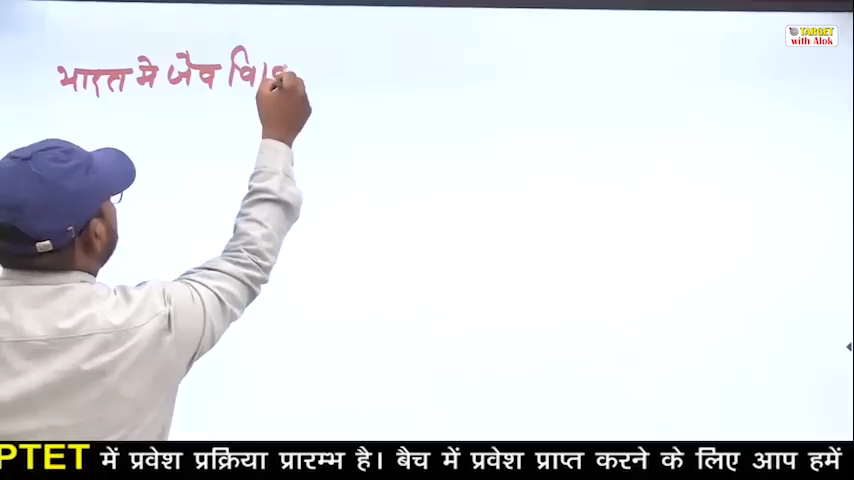 TARGET
with Alok
भारत मे जैव वि
PTET में प्रवेश प्रक्रिया प्रारम्भ है। बैच में प्रवेश प्राप्त करने के लिए आप हमें